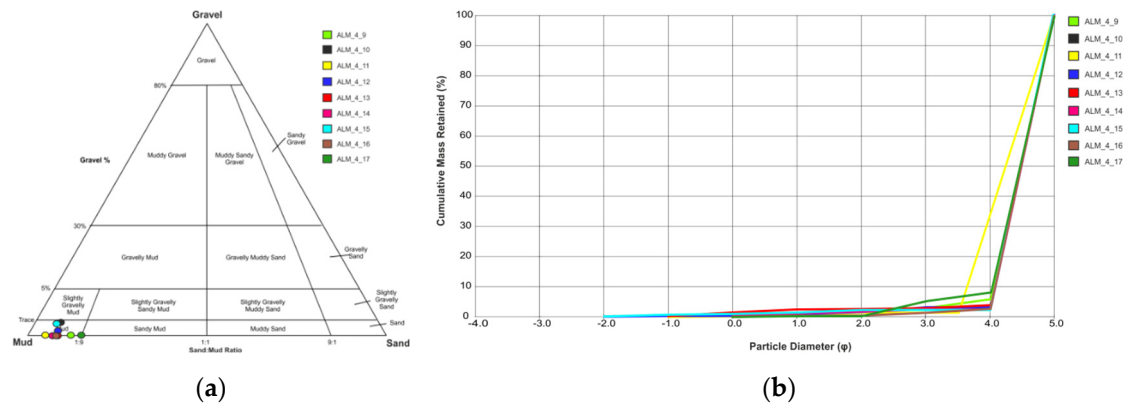 Gravel
ALM_4_9
ALM_4_10
ALM_4_11
ALM_4_12
ALM_4_13
ALM_4_14
ALM_4_15
ALM_4_16
ALM_4_17
Gravel
80%
Sandy
Gravel
Gravel %
Muddy Gravel
Muddy Sandy
Gravel
30%
Gravelly Mud
Gravelly Muddy Sand
Gravelly
Sand
5%
Slightly
Gravelly
Mud
Slightly Gravelly
Sandy Mud
Slightly Gravelly
Muddy Sand
Slightly
Gravelly
Sand
Trace
Sandy Mud
Muddy Sand
Sand
Mud
1:9
1:1
9:1
Sand
Sand:Mud Ratio
(a)
Cumulative Mass Retained (%)
100
90
80
70
60
50
40
30
20
10
0
-4.0
-3.0
-2.0
-1.0
0.0
1.0
2.0
3.0
4.0
5.0
Particle Diameter (φ)
ALM_4_9
ALM_4_10
ALM_4_11
ALM_4_12
ALM_4_13
ALM_4_14
ALM_4_15
ALM_4_16
ALM_4_17
(b)